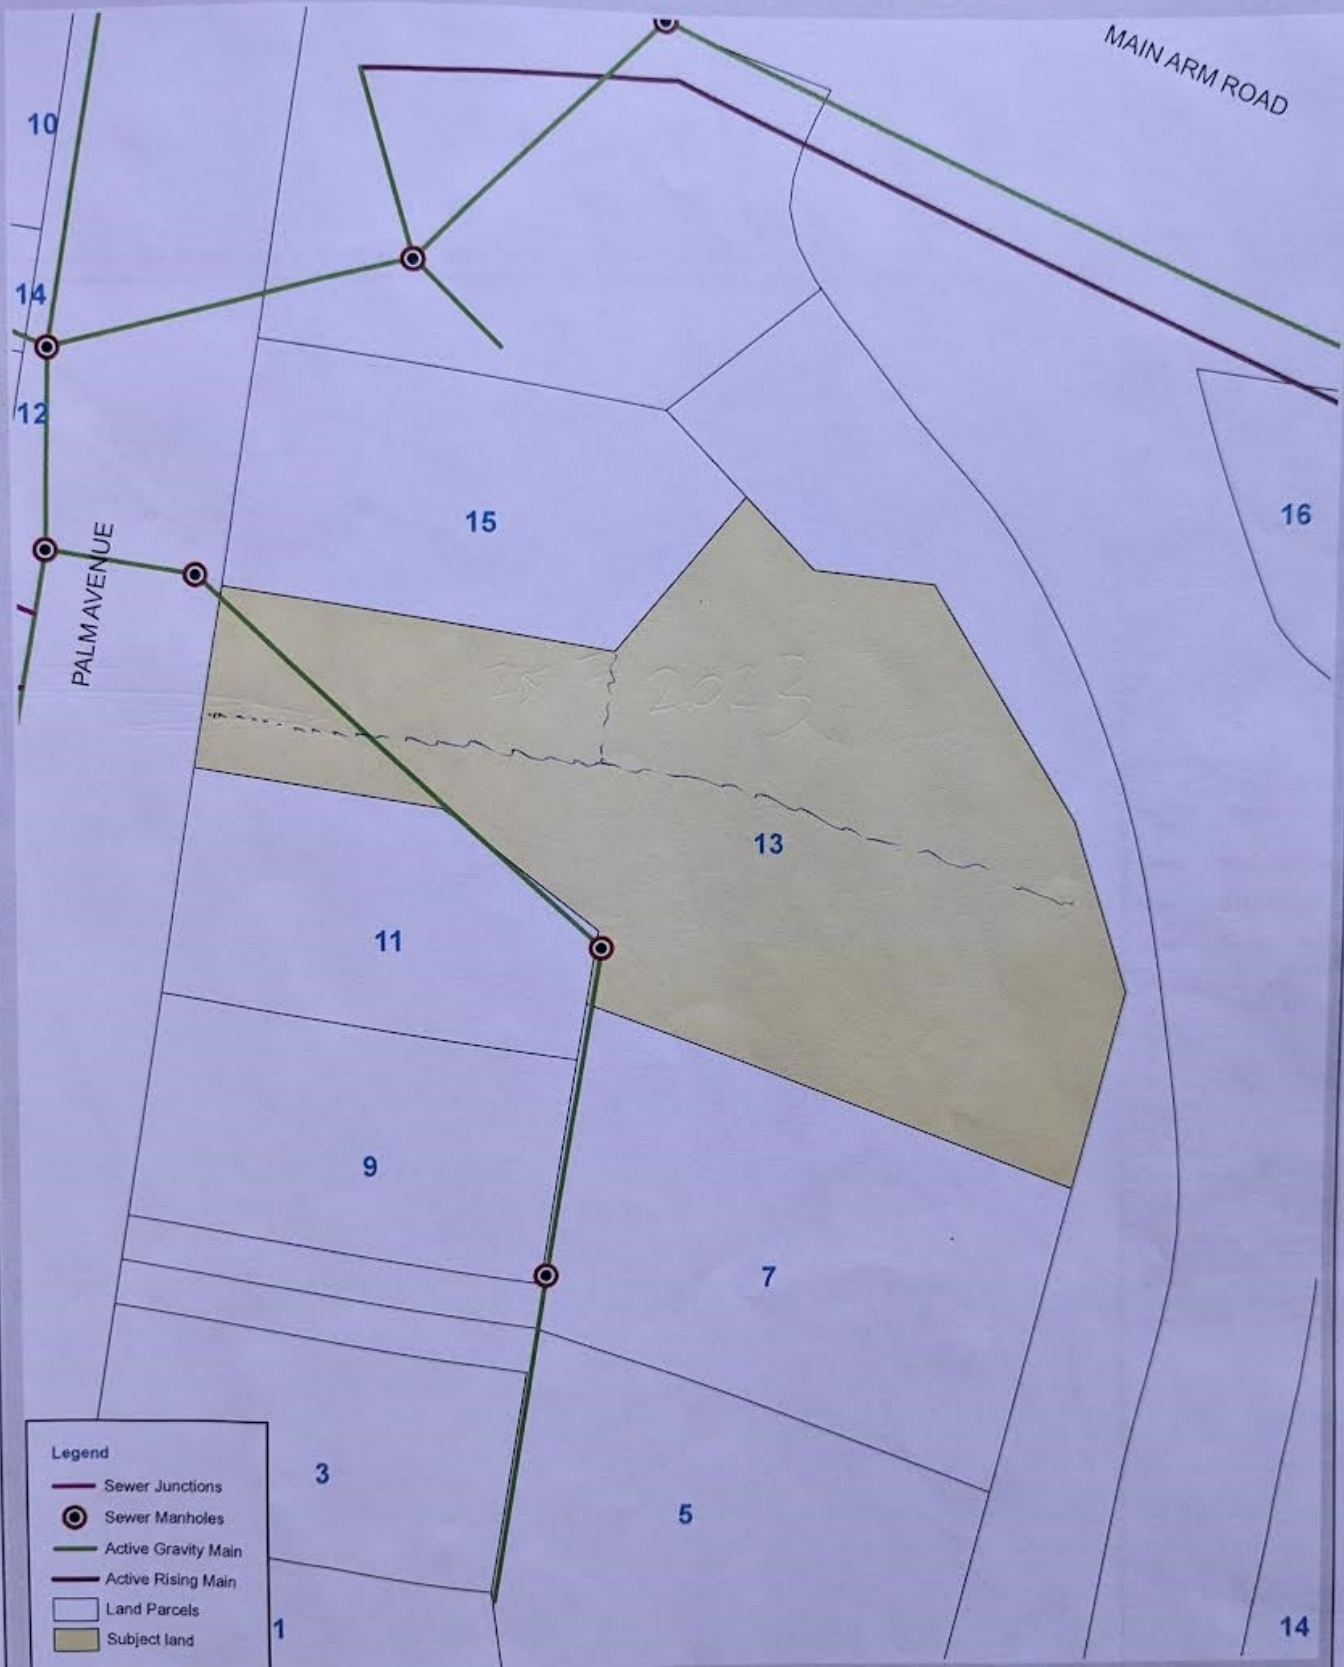 MAIN ARM ROAD
10
14
12
15
16
PALM AVENUE
2023
13
11
9
7
Legend
Sewer Junctions
Sewer Manholes
Active Gravity Main
Active Rising Main
Land Parcels
Subject land
3
5
1
14